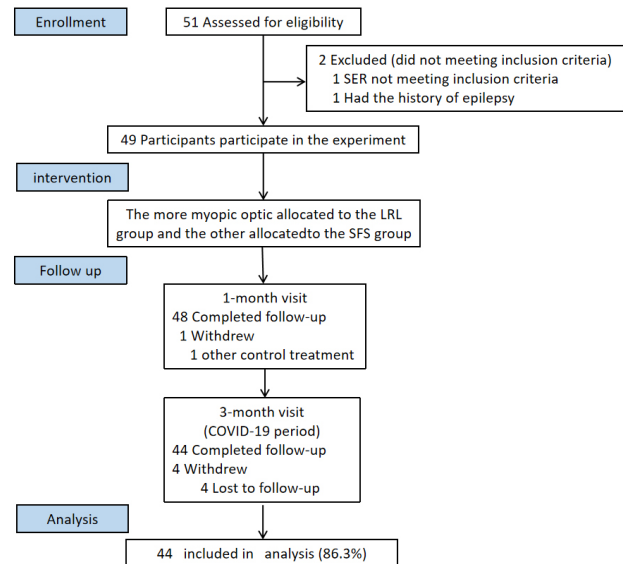 Enrollment
51 Assessed for eligibility
2 Excluded (did not meeting inclusion criteria)
1 SER not meeting inclusion criteria
1 Had the history of epilepsy
49 Participants participate in the experiment
intervention
The more myopic optic allocated to the LRL
group and the other allocatedto the SFS group
Follow up
1-month visit
48 Completed follow-up
1 Withdrew
1 other control treatment
3-month visit
(COVID-19 period)
44 Completed follow-up
4 Withdrew
4 Lost to follow-up
Analysis
44 included in analysis (86.3%)